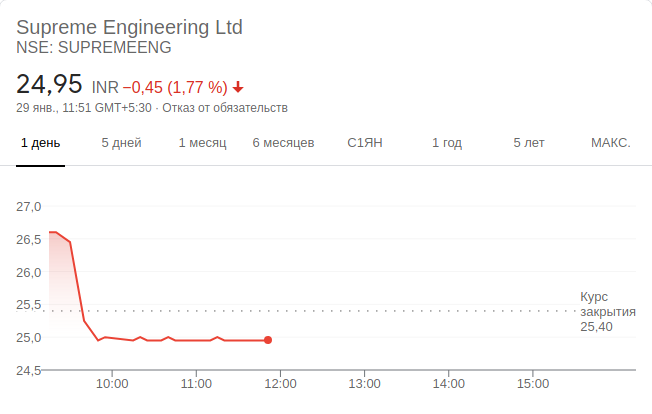 Supreme Engineering Ltd
NSE: SUPREMEENG
24,95 INR −0,45 (1,77 %)
29 янв., 11:51 GMT+5:30 · Отказ от обязательств
1 день 5 дней 1 месяц 6 месяцев С1ЯН 1 год 5 лет МАКС.
27,0
26,5
26,0
25,5
25,0
24,5
Курс
закрытия
25,40
10:00 11:00 12:00 13:00 14:00 15:00